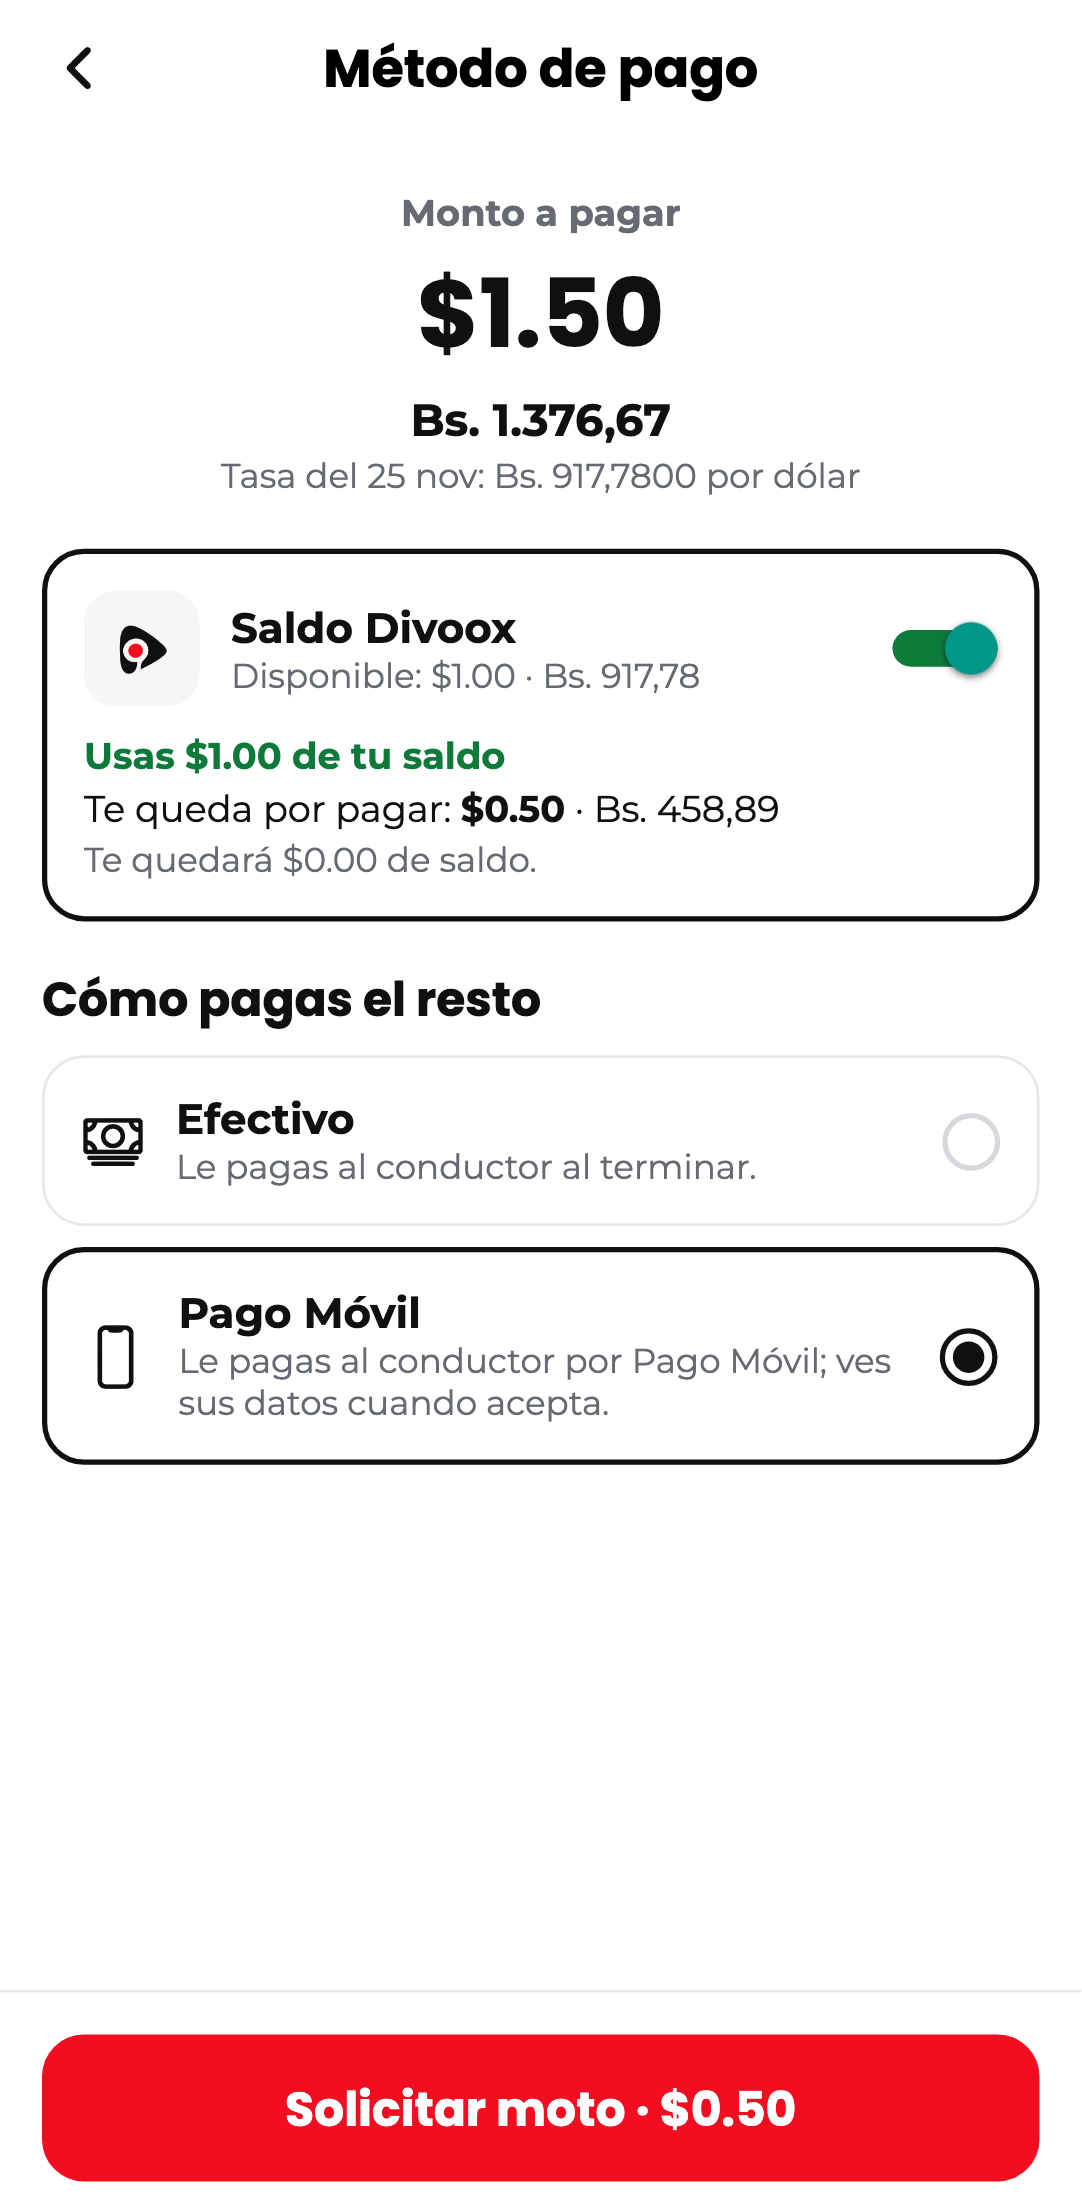 Método de pago
Monto a pagar
$1.50
Bs. 1.376,67
Tasa del 25 nov: Bs. 917,7800 por dólar
Saldo Divoox
Disponible: $1.00 · Bs. 917,78
Usas $1.00 de tu saldo
Te queda por pagar: $0.50 · Bs. 458,89
Te quedará $0.00 de saldo.
Cómo pagas el resto
Efectivo
Le pagas al conductor al terminar.
Pago Móvil
Le pagas al conductor por Pago Móvil; ves
sus datos cuando acepta.
Solicitar moto · $0.50